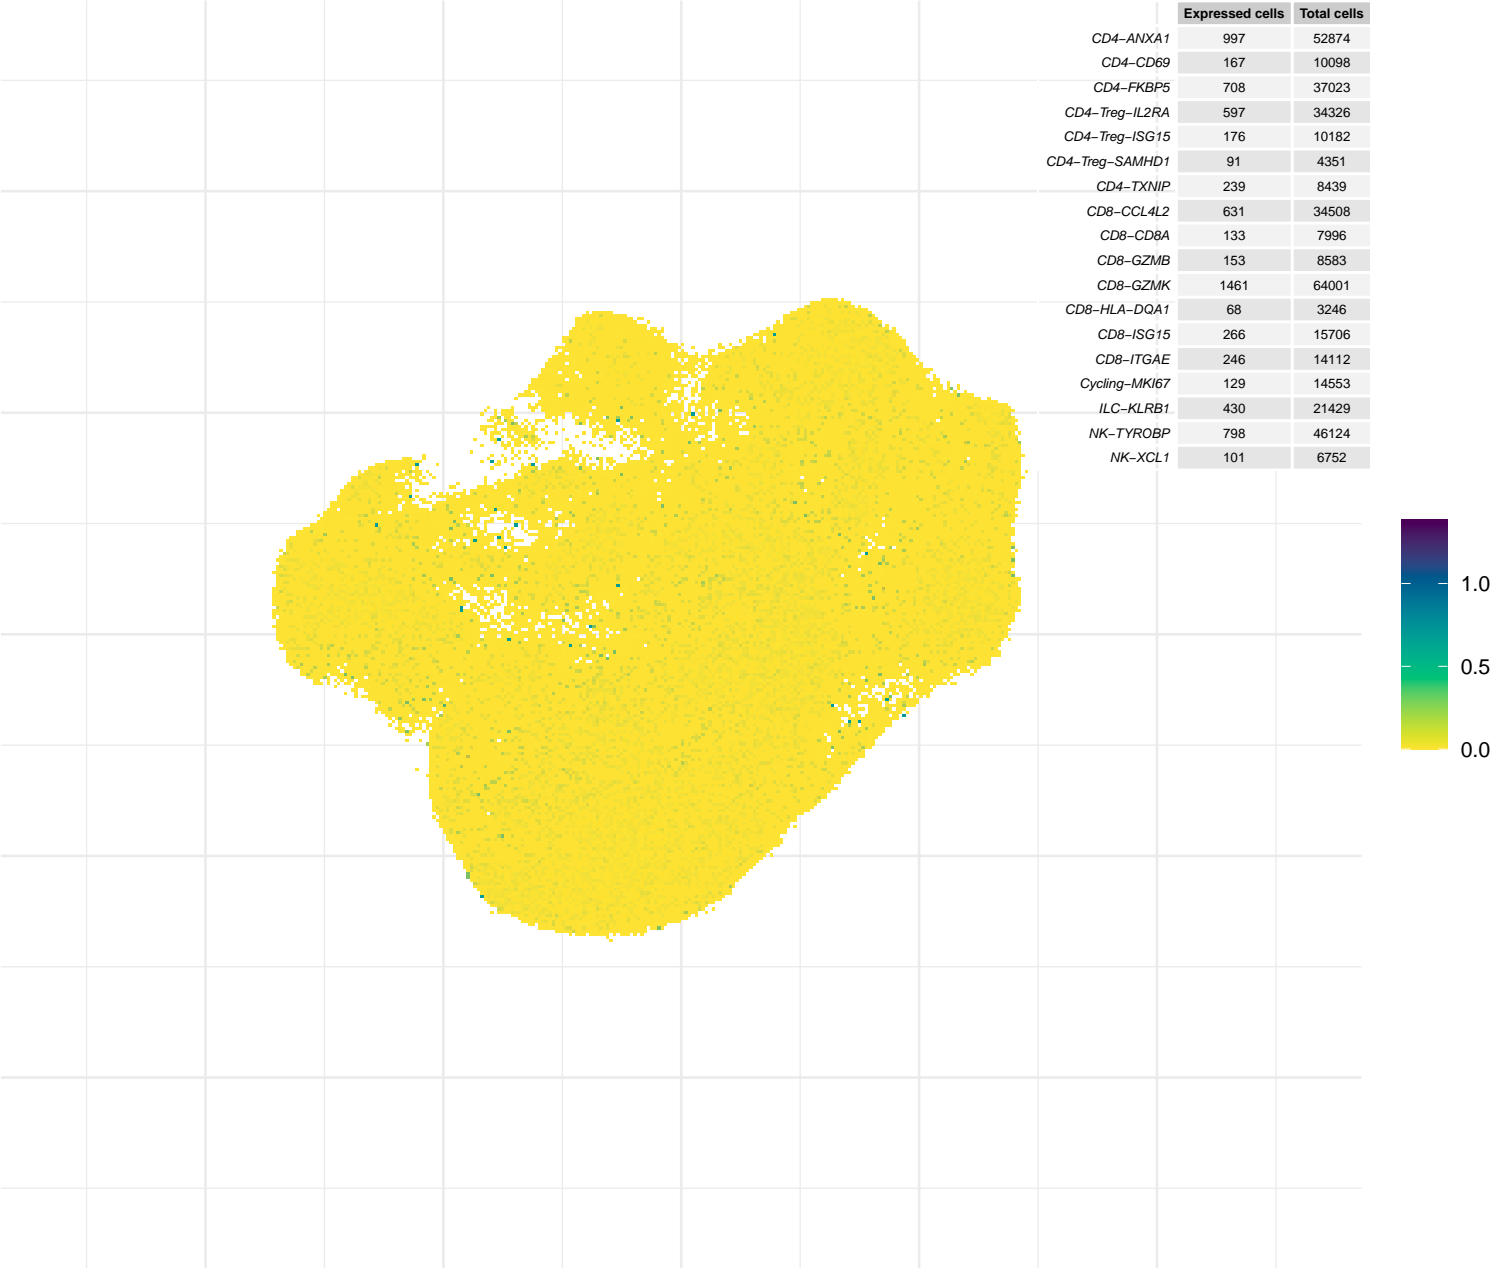 Expressed cells Total cells
CD4−ANXA1 997 52874
CD4−CD69 167 10098
CD4−FKBP5 708 37023
CD4−Treg−IL2RA 597 34326
CD4−Treg−ISG15 176 10182
CD4−Treg−SAMHD1 91 4351
CD4−TXNIP 239 8439
CD8−CCL4L2 631 34508
CD8−CD8A 133 7996
CD8−GZMB 153 8583
CD8−GZMK 1461 64001
CD8−HLA−DQA1 68 3246
CD8−ISG15 266 15706
CD8−ITGAE 246 14112
Cycling−MKI67 129 14553
ILC−KLRB1 430 21429
NK−TYROBP 798 46124
NK−XCL1 101 6752
1.0
0.5
0.0